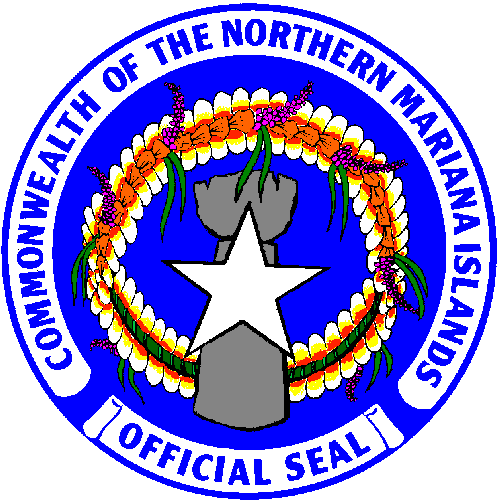 COMMONWEALTH OF THE NORTHERN MARIANA ISLANDS
OFFICIAL SEAL